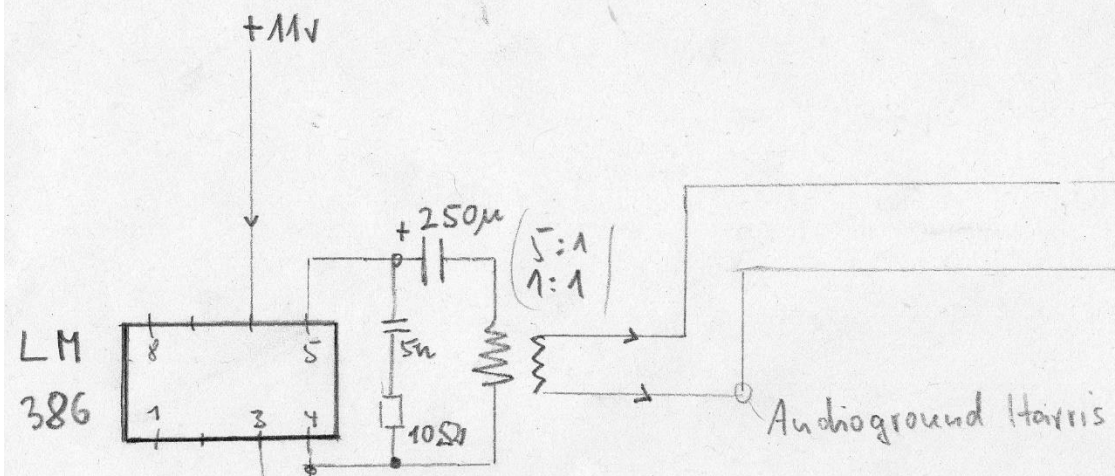 +11V
+ 250µ
5:1
1:1
LM
386
8
5
5n
1
3
4
10Ω
Audioground Harris